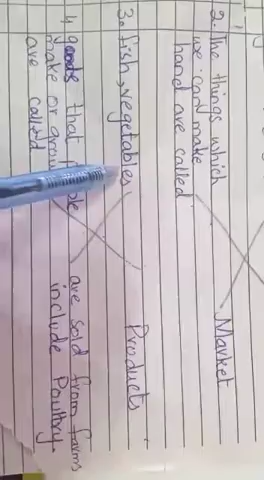 2. The things which
we can make
hand are called
Market
3. fish, vegetables
Products
4 goods that
make or
are called
are sold from farms
include Poultry.